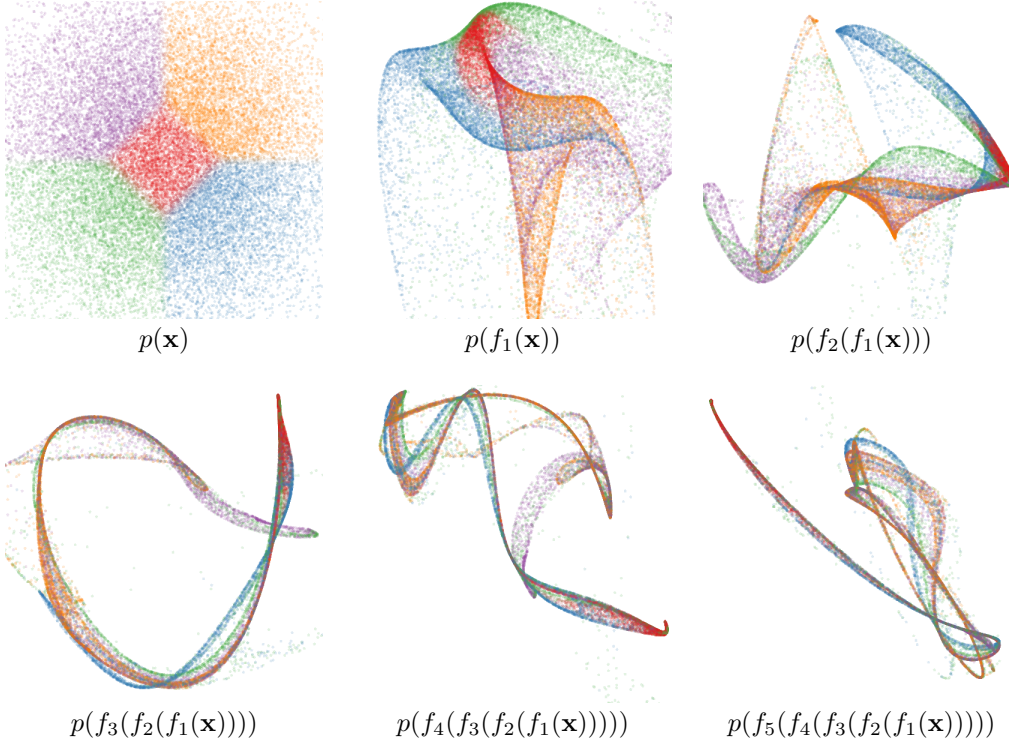 p(𝐱)
p(f₁(𝐱))
p(f₂(f₁(𝐱)))
p(f₃(f₂(f₁(𝐱))))
p(f₄(f₃(f₂(f₁(𝐱)))))
p(f₅(f₄(f₃(f₂(f₁(𝐱)))))